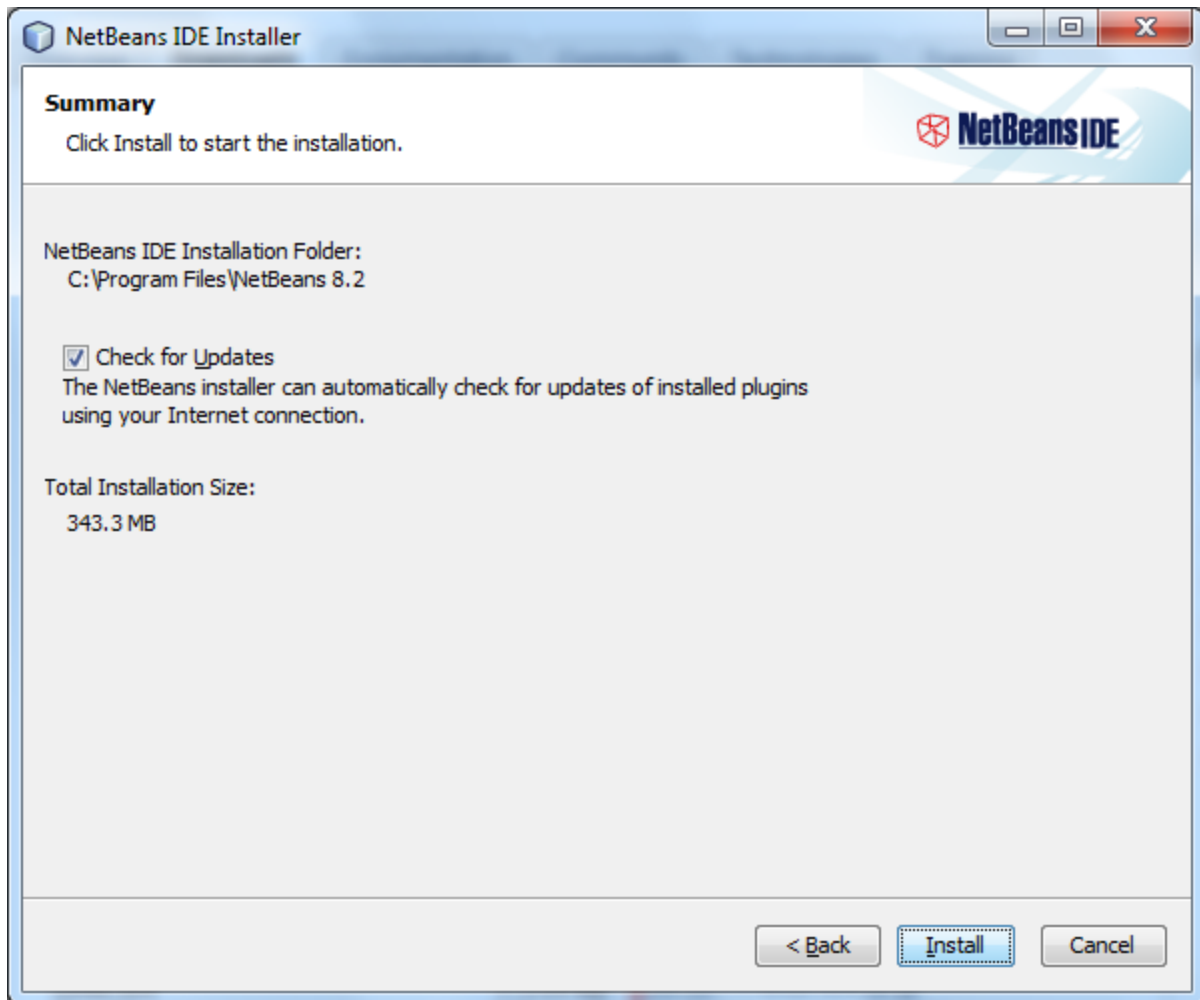 NetBeans IDE Installer
Summary
Click Install to start the installation.
NetBeans IDE
NetBeans IDE Installation Folder:
C:\Program Files\NetBeans 8.2
Check for Updates
The NetBeans installer can automatically check for updates of installed plugins
using your Internet connection.
Total Installation Size:
343.3 MB
< Back
Install
Cancel